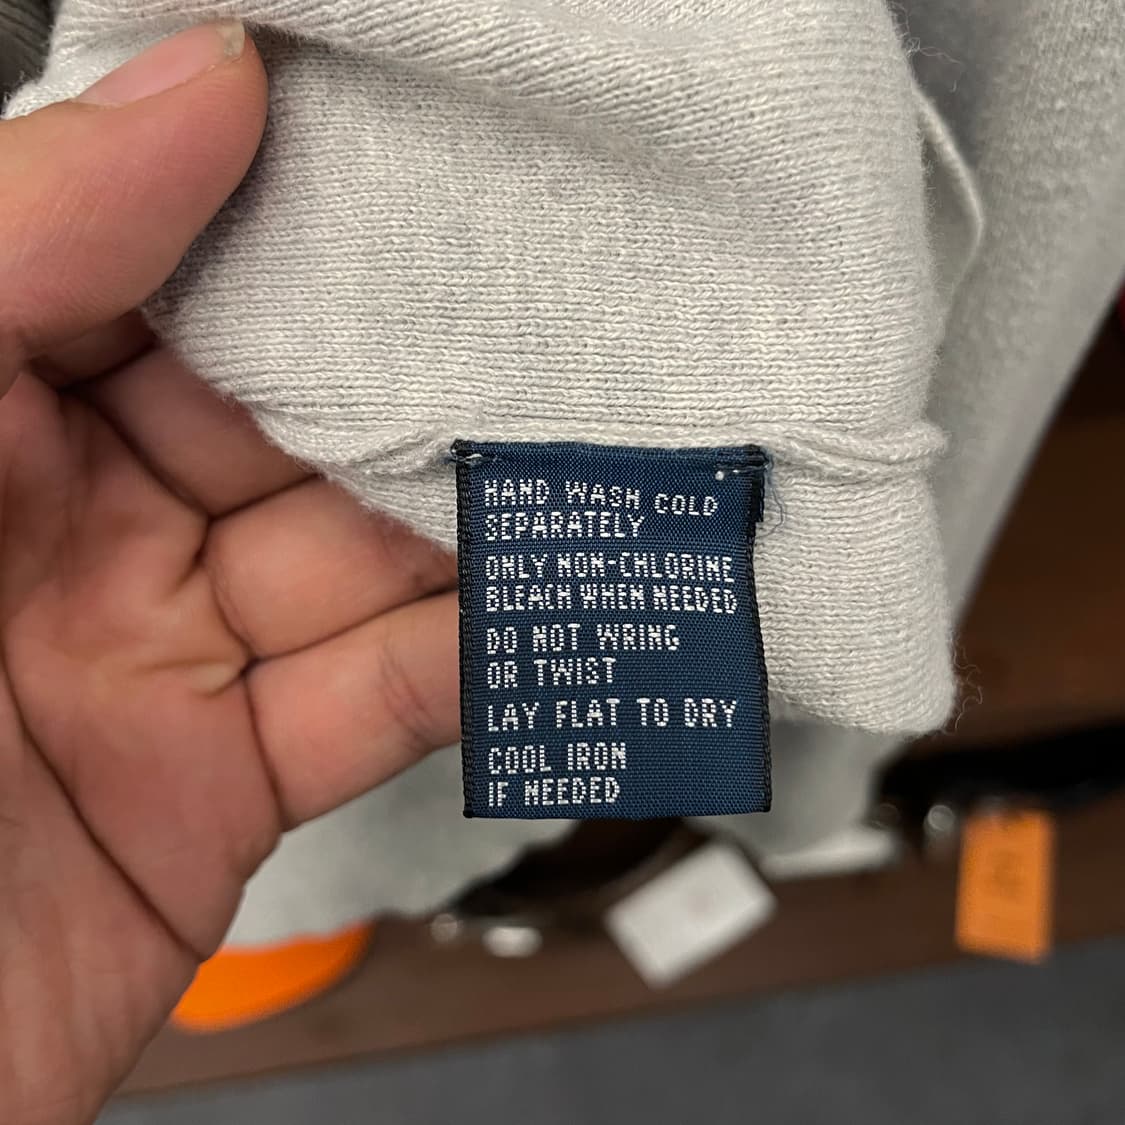 HAND WASH COLD
SEPARATELY
ONLY NON-CHLORINE
BLEACH WHEN NEEDED
DO NOT WRING
OR TWIST
LAY FLAT TO DRY
COOL IRON
IF NEEDED